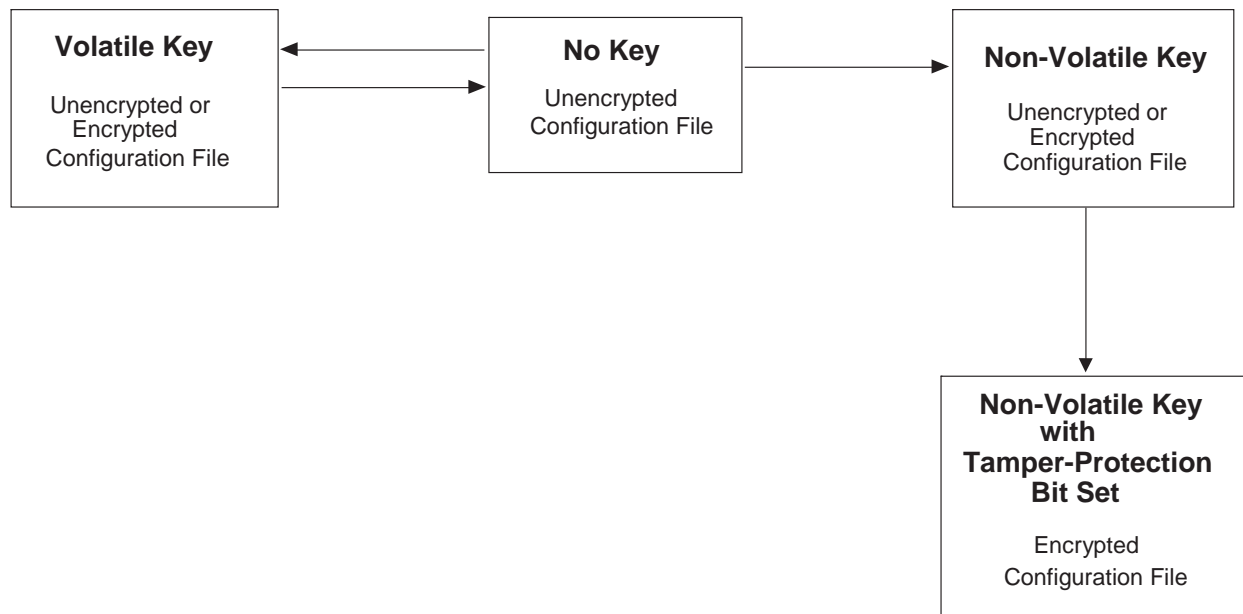 Volatile Key
Unencrypted or
Encrypted
Configuration File
No Key
Unencrypted
Configuration File
Non-Volatile Key
Unencrypted or
Encrypted
Configuration File
Non-Volatile Key
with
Tamper-Protection
Bit Set
Encrypted
Configuration File